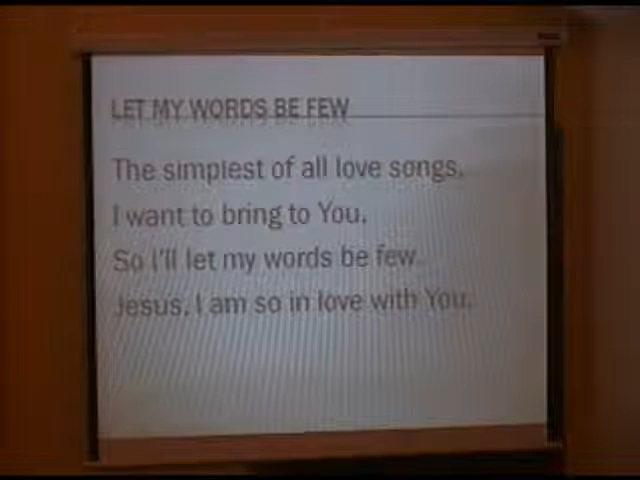 LET MY WORDS BE FEW
The simplest of all love songs,
I want to bring to You.
So I'll let my words be few.
Jesus, I am so in love with You.